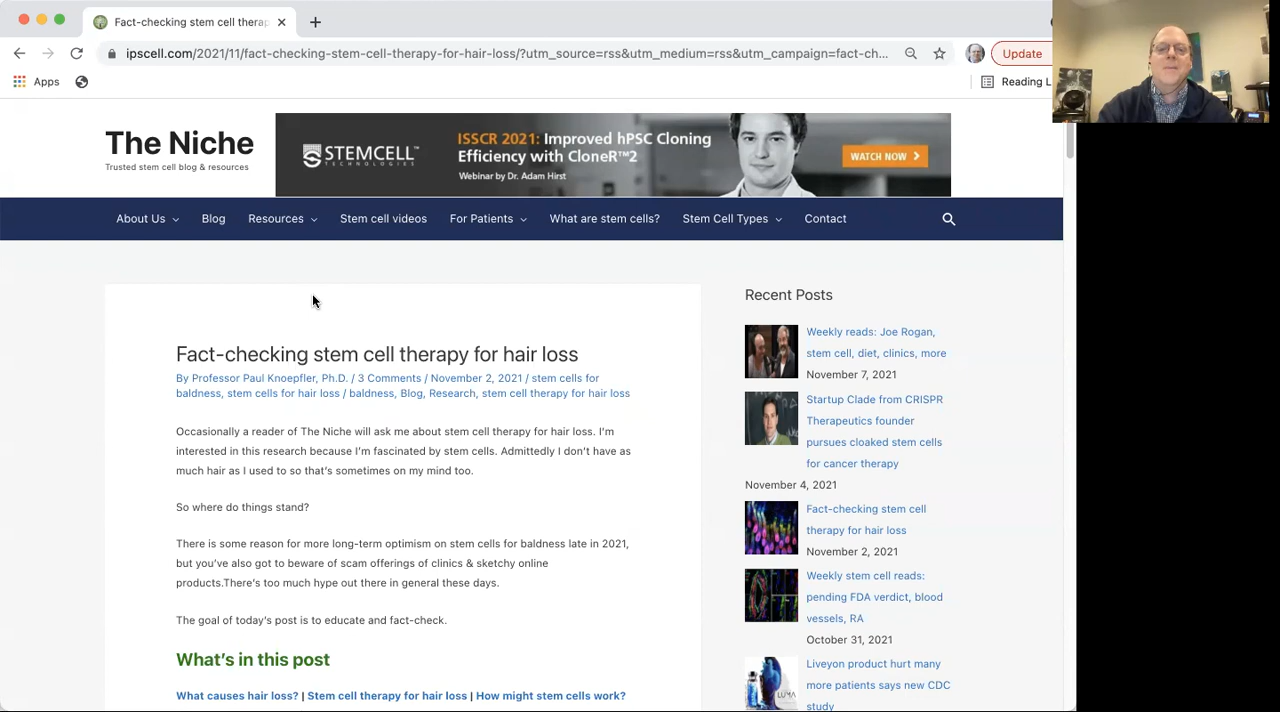 Fact-checking stem cell therap
ipscell.com/2021/11/fact-checking-stem-cell-therapy-for-hair-loss/?utm_source=rss&utm_medium=rss&utm_campaign=fact-ch...
Update
Apps
Reading L
The Niche
Trusted stem cell blog & resources
STEMCELL™
TECHNOLOGIES
ISSCR 2021: Improved hPSC Cloning
Efficiency with CloneR™2
Webinar by Dr. Adam Hirst
WATCH NOW
About Us
Blog
Resources
Stem cell videos
For Patients
What are stem cells?
Stem Cell Types
Contact
Fact-checking stem cell therapy for hair loss
By Professor Paul Knoepfler, Ph.D. / 3 Comments / November 2, 2021 / stem cells for
baldness, stem cells for hair loss / baldness, Blog, Research, stem cell therapy for hair loss
Occasionally a reader of The Niche will ask me about stem cell therapy for hair loss. I'm
interested in this research because I'm fascinated by stem cells. Admittedly I don't have as
much hair as I used to so that's sometimes on my mind too.
So where do things stand?
There is some reason for more long-term optimism on stem cells for baldness late in 2021,
but you've also got to beware of scam offerings of clinics & sketchy online
products.There's too much hype out there in general these days.
The goal of today's post is to educate and fact-check.
What's in this post
What causes hair loss? | Stem cell therapy for hair loss | How might stem cells work?
Recent Posts
Weekly reads: Joe Rogan,
stem cell, diet, clinics, more
November 7, 2021
Startup Clade from CRISPR
Therapeutics founder
pursues cloaked stem cells
for cancer therapy
November 4, 2021
Fact-checking stem cell
therapy for hair loss
November 2, 2021
Weekly stem cell reads:
pending FDA verdict, blood
vessels, RA
October 31, 2021
Liveyon product hurt many
more patients says new CDC
study
LUMA